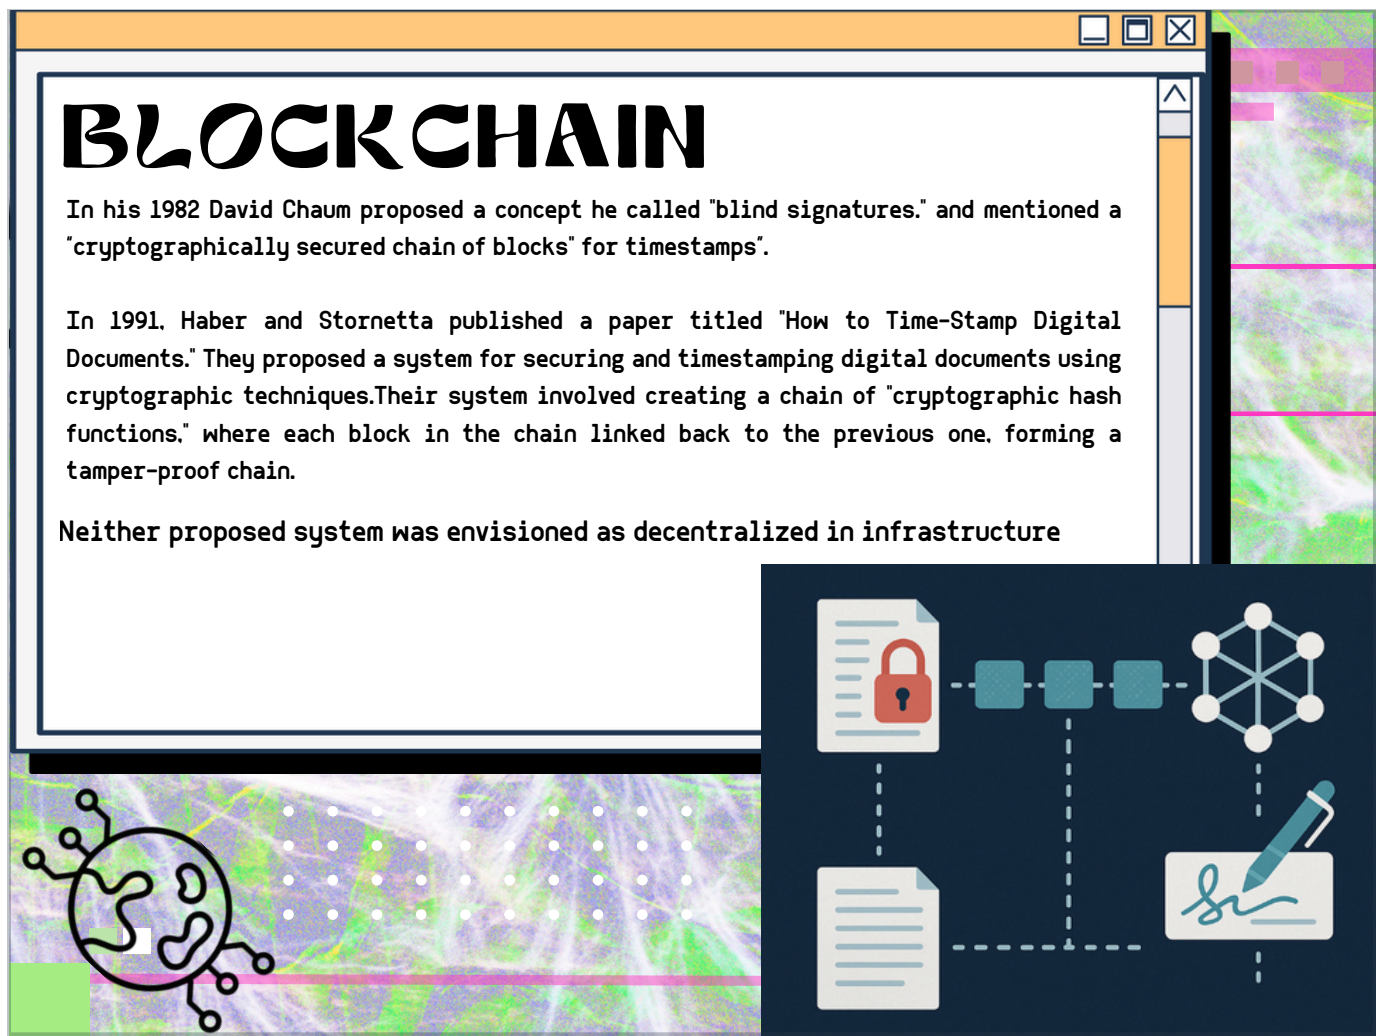 BLOCKCHAIN
In his 1982 David Chaum proposed a concept he called "blind signatures." and mentioned a
"cryptographically secured chain of blocks" for timestamps".
In 1991, Haber and Stornetta published a paper titled "How to Time-Stamp Digital
Documents." They proposed a system for securing and timestamping digital documents using
cryptographic techniques.Their system involved creating a chain of "cryptographic hash
functions," where each block in the chain linked back to the previous one, forming a
tamper-proof chain.
Neither proposed system was envisioned as decentralized in infrastructure